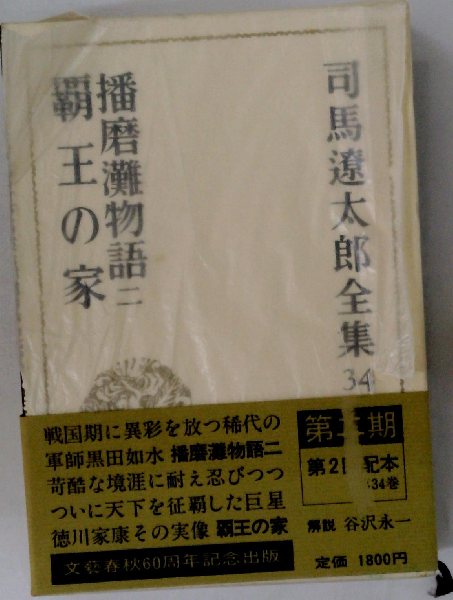 司馬遼太郎全集 34
播磨灘物語 二
覇王の家
戦国期に異彩を放つ稀代の
軍師黒田如水 播磨灘物語二
苛酷な境涯に耐え忍びつつ
ついに天下を征覇した巨星
徳川家康その実像 覇王の家
文藝春秋60周年記念出版
第 期
第2 配本
34巻
解説 谷沢永一
定価 1800円